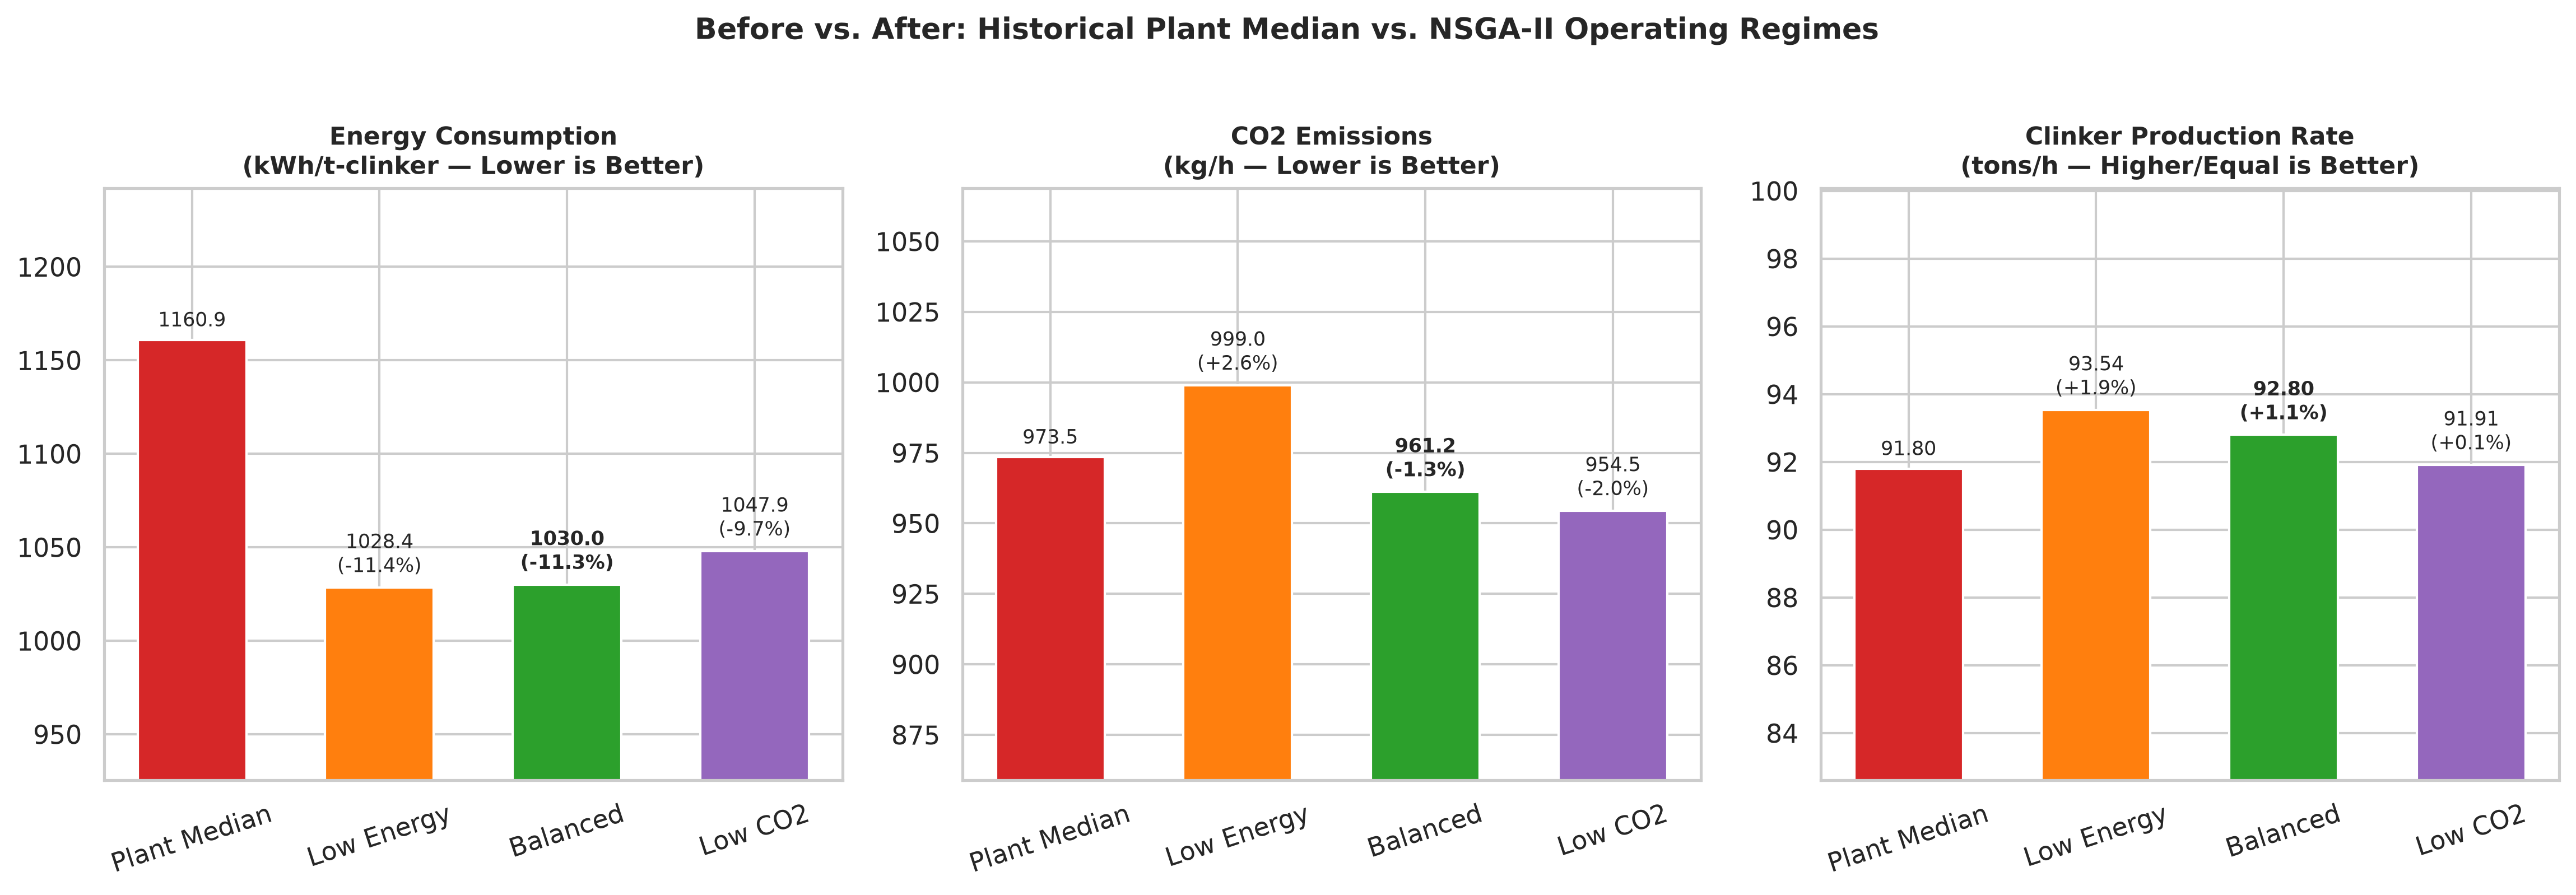 Before vs. After: Historical Plant Median vs. NSGA-II Operating Regimes
Energy Consumption
(kWh/t-clinker — Lower is Better)
1200
1150
1100
1050
1000
950
1160.9
1028.4
(-11.4%)
1030.0
(-11.3%)
1047.9
(-9.7%)
Plant Median
Low Energy
Balanced
Low CO2
CO2 Emissions
(kg/h — Lower is Better)
1050
1025
1000
975
950
925
900
875
973.5
999.0
(+2.6%)
961.2
(-1.3%)
954.5
(-2.0%)
Plant Median
Low Energy
Balanced
Low CO2
Clinker Production Rate
(tons/h — Higher/Equal is Better)
100
98
96
94
92
90
88
86
84
91.80
93.54
(+1.9%)
92.80
(+1.1%)
91.91
(+0.1%)
Plant Median
Low Energy
Balanced
Low CO2